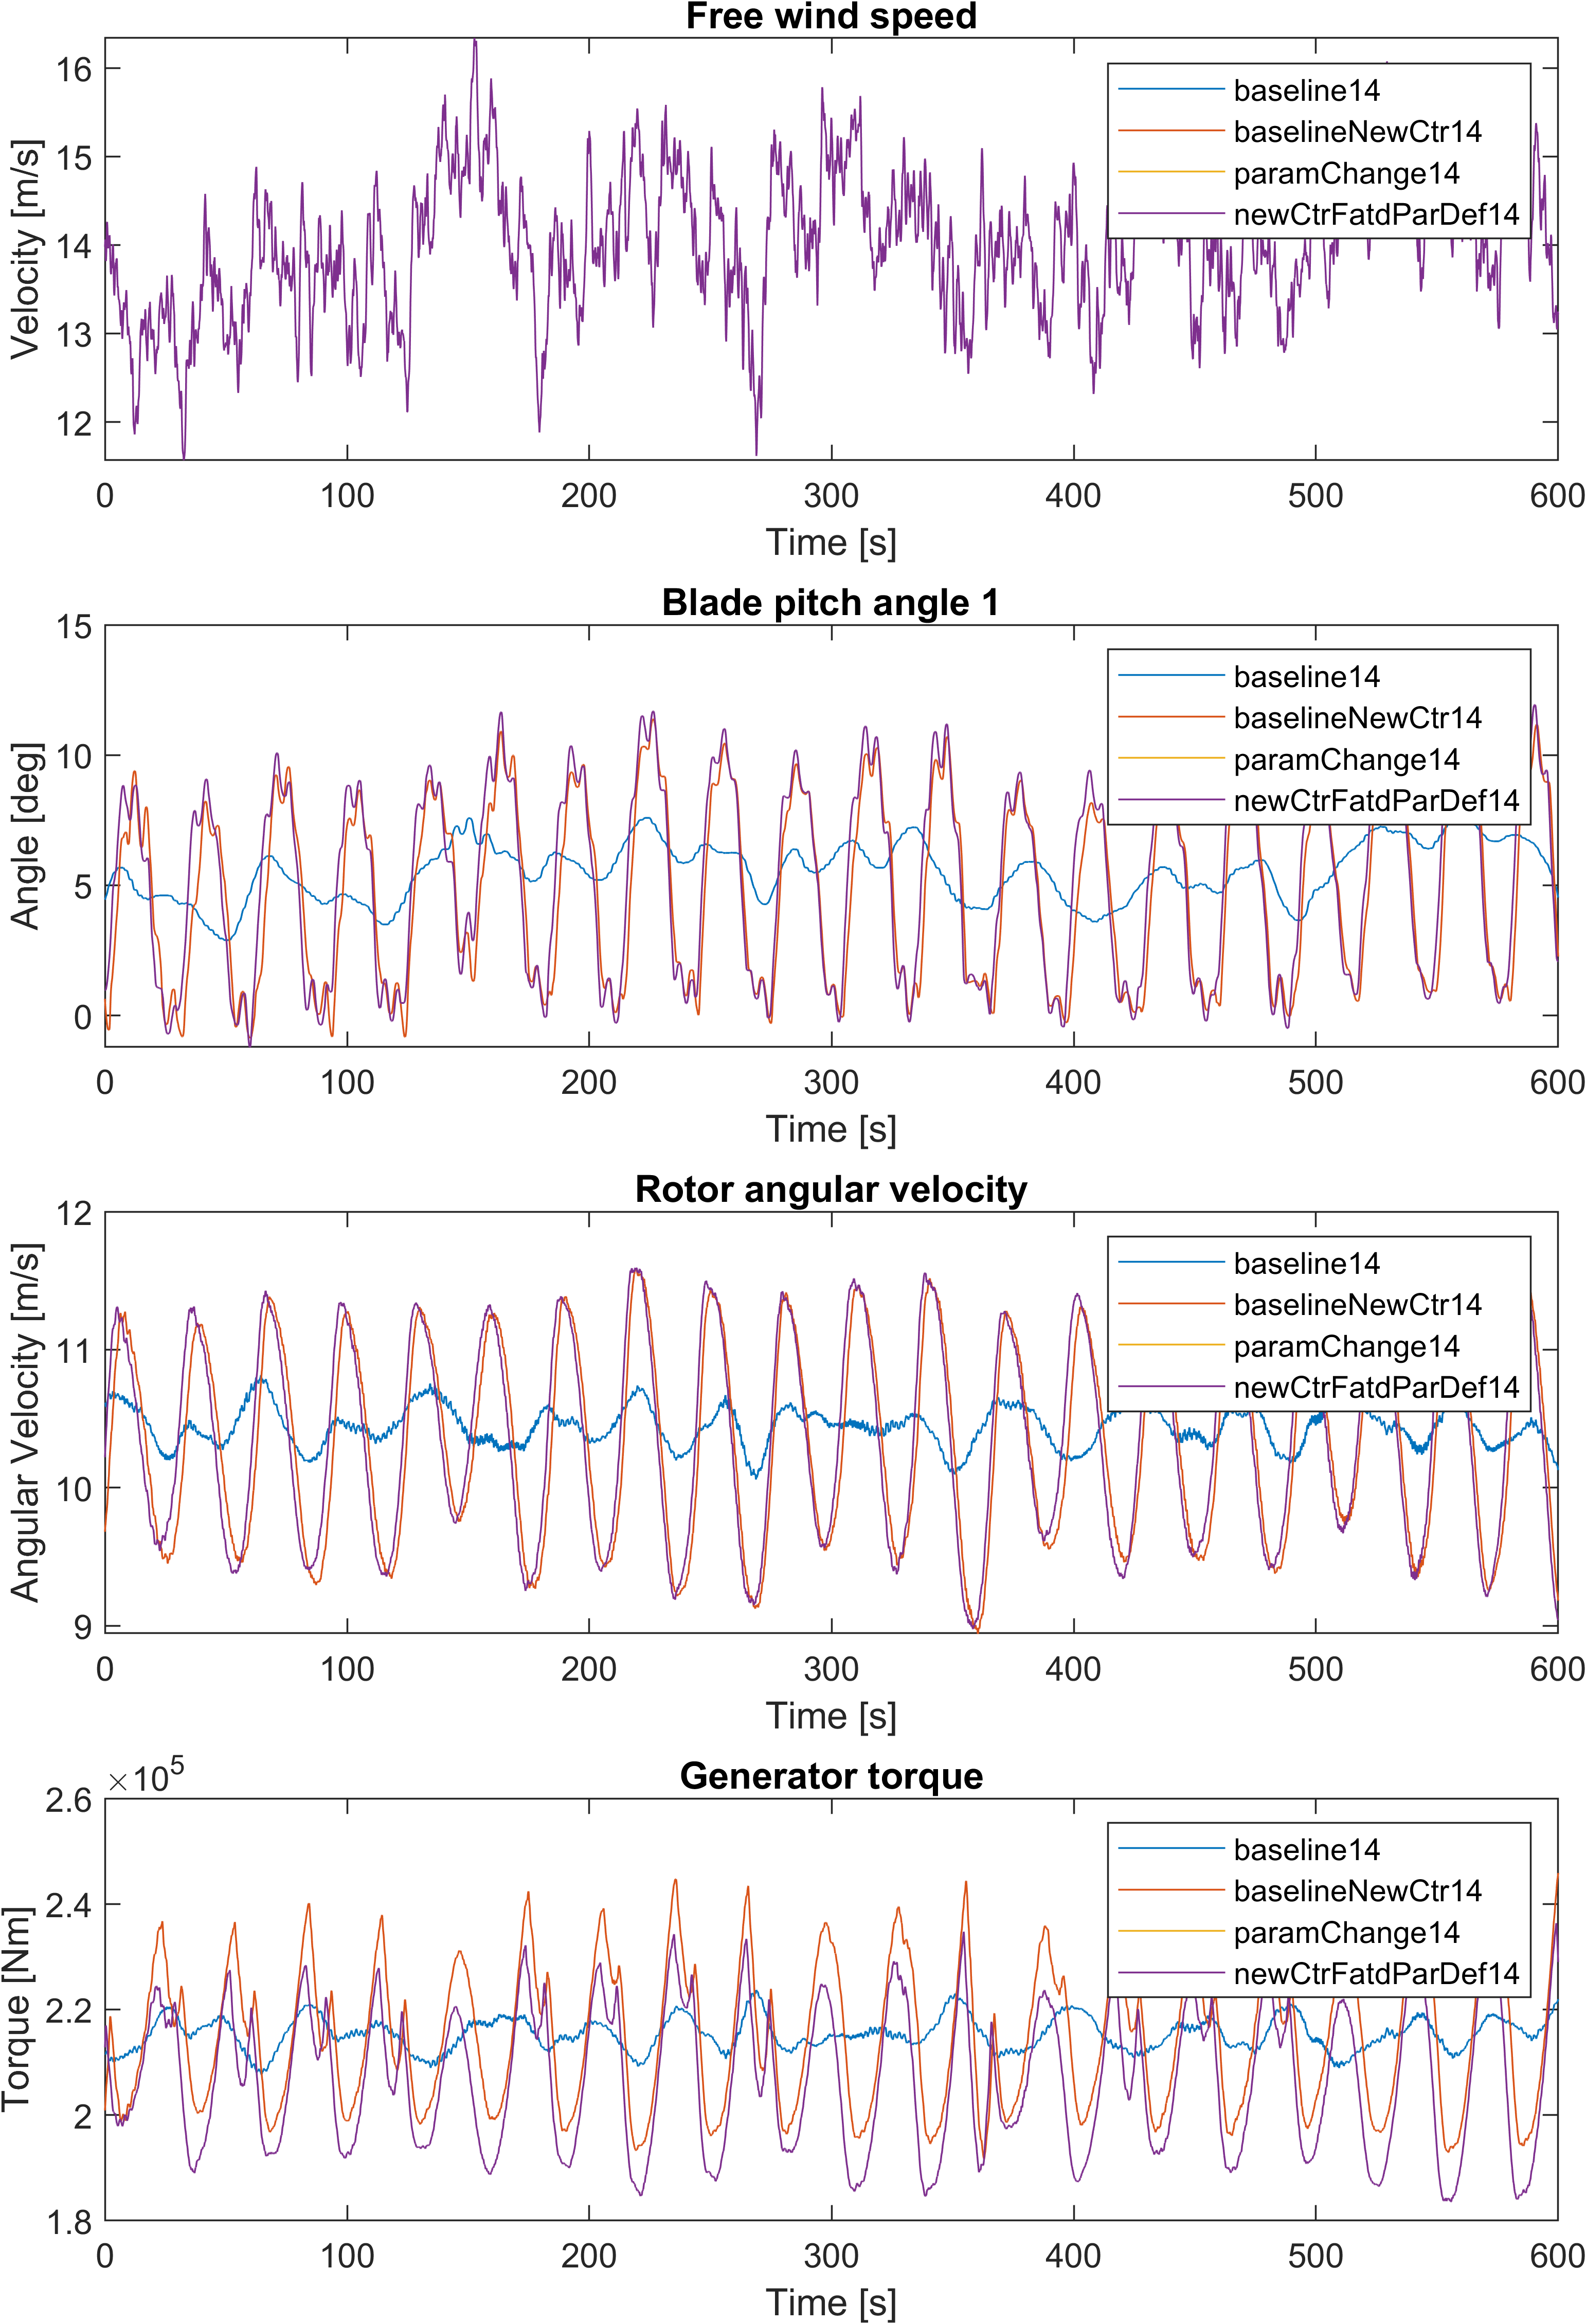 Free wind speed
Velocity [m/s]
16
15
14
13
12
baseline14
baselineNewCtr14
paramChange14
newCtrFatdParDef14
0 100 200 300 400 500 600
Time [s]
Blade pitch angle 1
Angle [deg]
15
10
5
0
baseline14
baselineNewCtr14
paramChange14
newCtrFatdParDef14
0 100 200 300 400 500 600
Time [s]
Rotor angular velocity
Angular Velocity [m/s]
12
11
10
9
baseline14
baselineNewCtr14
paramChange14
newCtrFatdParDef14
0 100 200 300 400 500 600
Time [s]
Generator torque
×10^5
Torque [Nm]
2.6
2.4
2.2
2
1.8
baseline14
baselineNewCtr14
paramChange14
newCtrFatdParDef14
0 100 200 300 400 500 600
Time [s]